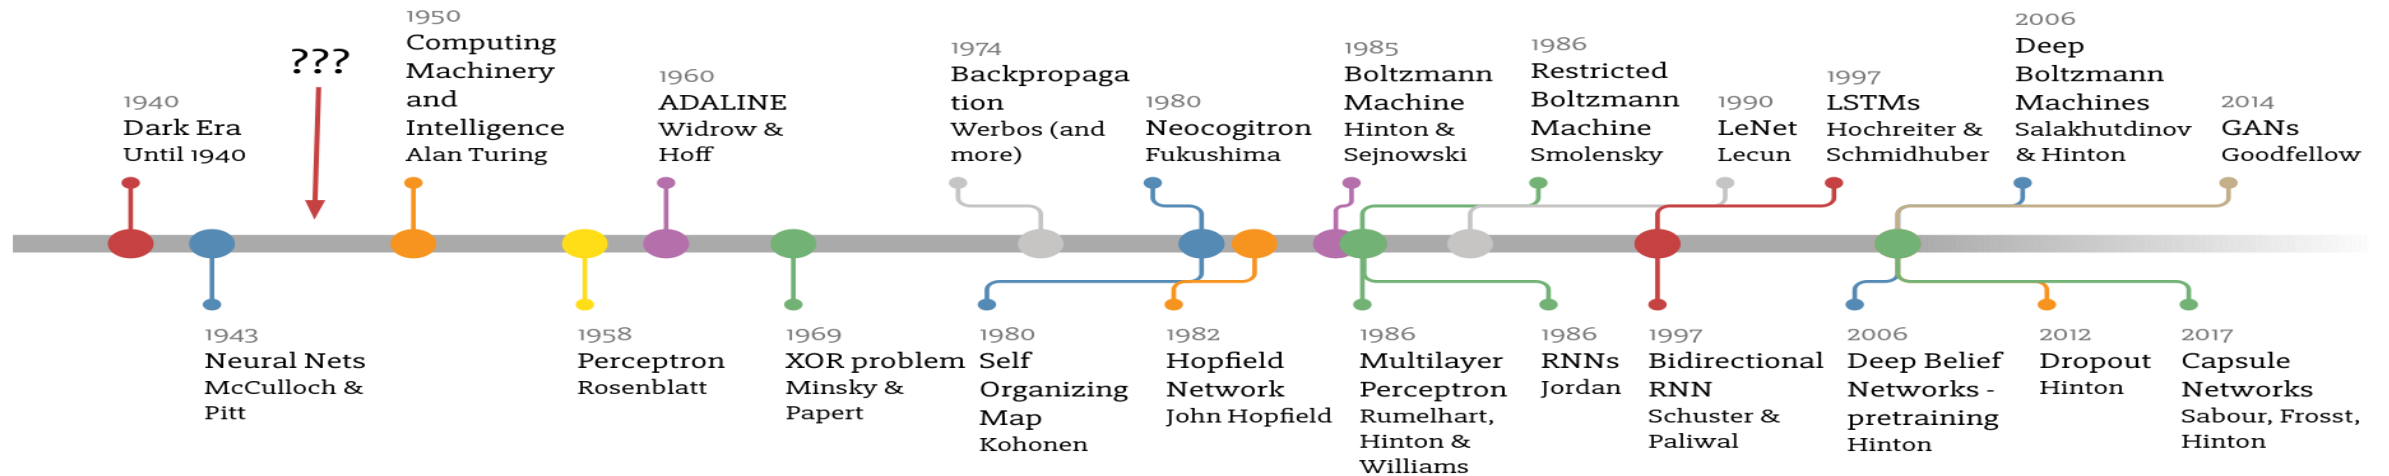 1940
Dark Era
Until 1940
???
1950
Computing
Machinery
and
Intelligence
Alan Turing
1960
ADALINE
Widrow &
Hoff
1974
Backpropaga
tion
Werbos (and
more)
1980
Neocogitron
Fukushima
1985
Boltzmann
Machine
Hinton &
Sejnowski
1986
Restricted
Boltzmann
Machine
Smolensky
1990
LeNet
Lecun
1997
LSTMs
Hochreiter &
Schmidhuber
2006
Deep
Boltzmann
Machines
Salakhutdinov
& Hinton
2014
GANs
Goodfellow
1943
Neural Nets
McCulloch &
Pitt
1958
Perceptron
Rosenblatt
1969
XOR problem
Minsky &
Papert
1980
Self
Organizing
Map
Kohonen
1982
Hopfield
Network
John Hopfield
1986
Multilayer
Perceptron
Rumelhart,
Hinton &
Williams
1986
RNNs
Jordan
1997
Bidirectional
RNN
Schuster &
Paliwal
2006
Deep Belief
Networks -
pretraining
Hinton
2012
Dropout
Hinton
2017
Capsule
Networks
Sabour, Frosst,
Hinton